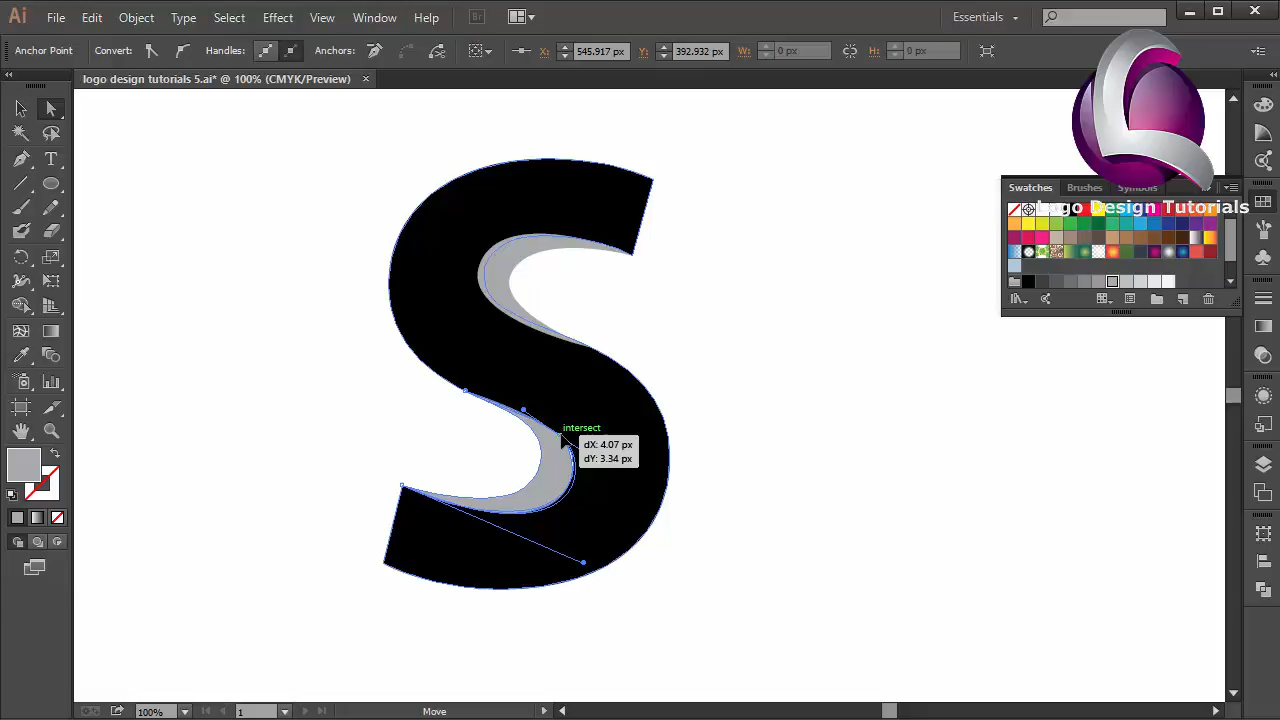 Ai File Edit Object Type Select Effect View Window Help Br Essentials
Anchor Point Convert: Handles: Anchors: X: 545.917 px Y: 392.932 px W: 0 px H: 0 px
logo design tutorials 5.ai* @ 100% (CMYK/Preview) ×
Swatches Brushes Symbols
Logo Design Tutorials
S
intersect
dX: 4.07 px
dY: 3.34 px
100% 1 Move